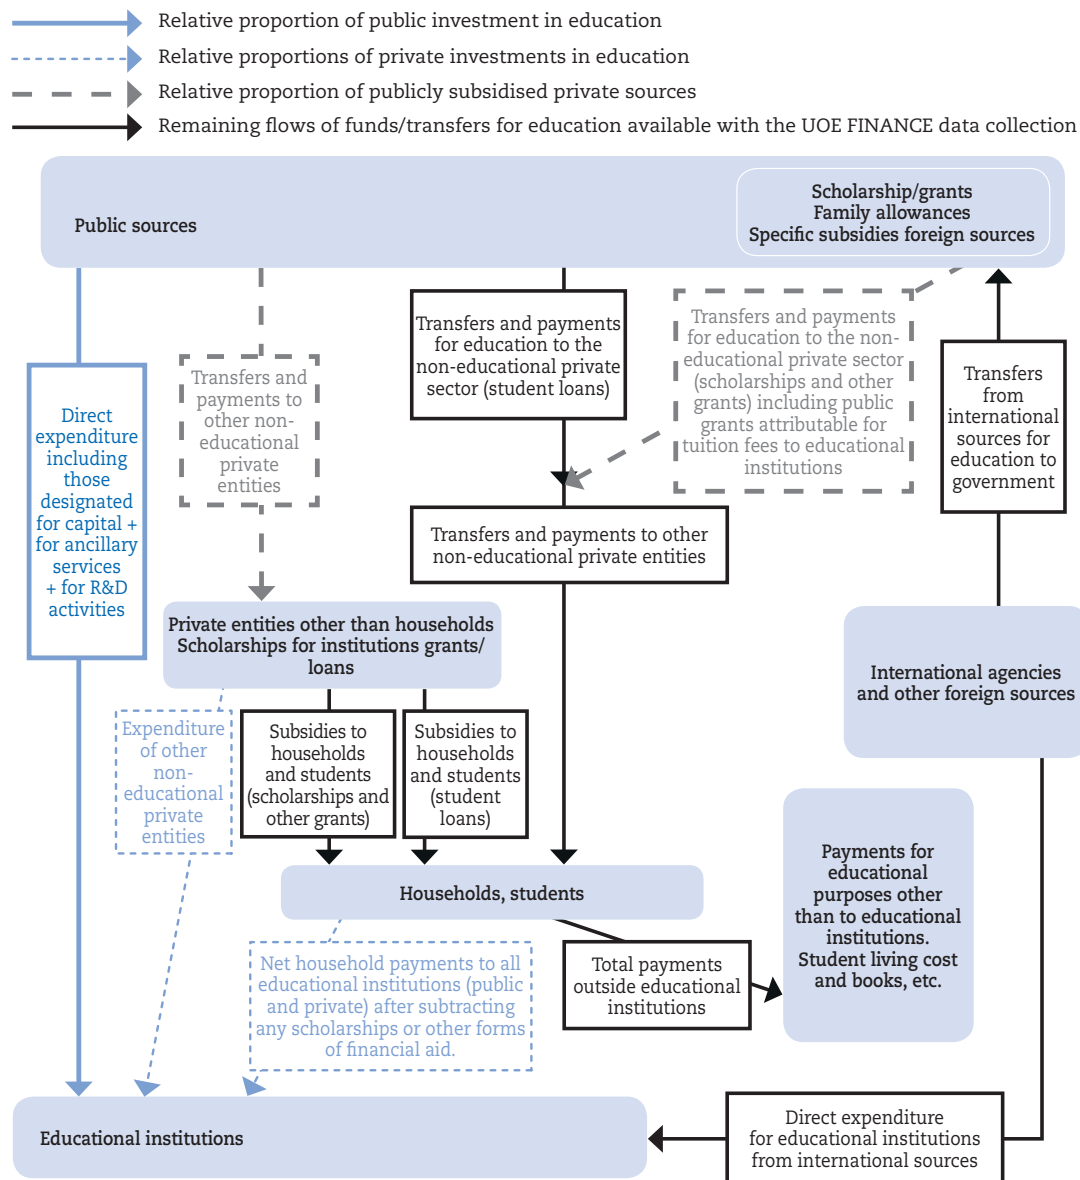 Relative proportion of public investment in education
Relative proportions of private investments in education
Relative proportion of publicly subsidised private sources
Remaining flows of funds/transfers for education available with the UOE FINANCE data collection
Public sources
Scholarship/grants
Family allowances
Specific subsidies foreign sources
Direct
expenditure
including
those
designated
for capital +
for ancillary
services
+ for R&D
activities
Transfers and
payments to
other non-
educational
private
entities
Transfers and payments
for education to the
non-educational private
sector (student loans)
Transfers and payments
for education to the non-
educational private sector
(scholarships and other
grants) including public
grants attributable for
tuition fees to educational
institutions
Transfers
from
international
sources for
education to
government
Transfers and payments to other
non-educational private entities
Private entities other than households
Scholarships for institutions grants/
loans
International agencies
and other foreign sources
Expenditure
of other
non-
educational
private
entities
Subsidies to
households
and students
(scholarships and
other grants)
Subsidies to
households
and students
(student
loans)
Households, students
Payments for
educational
purposes other
than to educational
institutions.
Student living cost
and books, etc.
Net household payments to all
educational institutions (public
and private) after subtracting
any scholarships or other forms
of financial aid.
Total payments
outside educational
institutions
Educational institutions
Direct expenditure
for educational institutions
from international sources